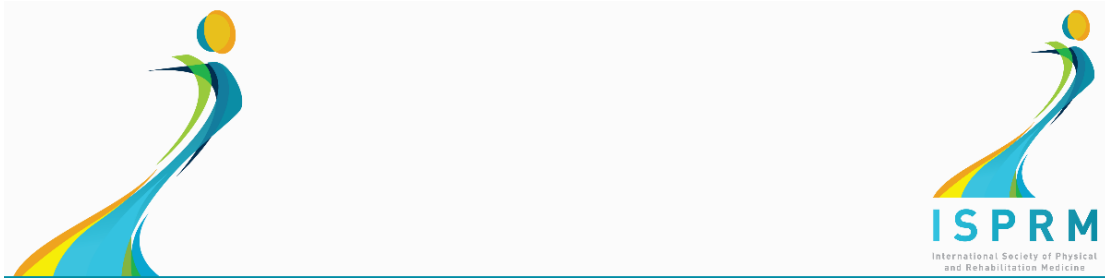 ISPRM
International Society of Physical
and Rehabilitation Medicine